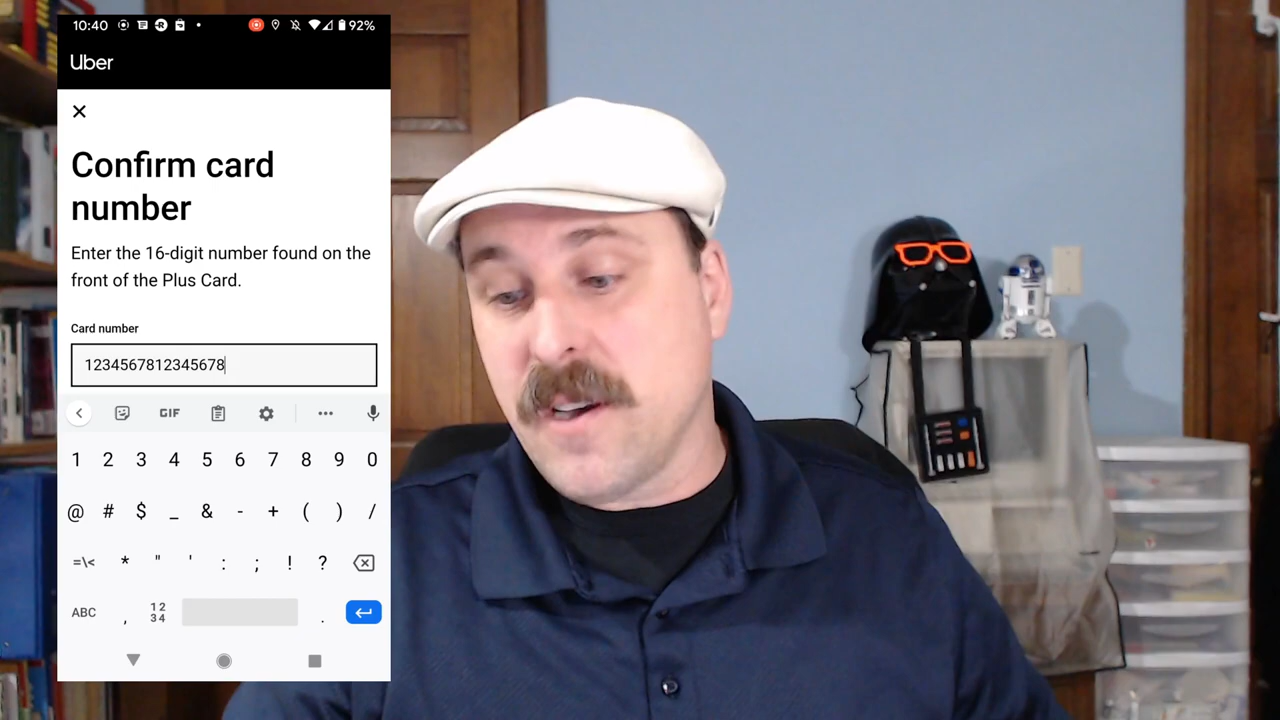 10:40 92%
Uber
Confirm card
number
Enter the 16-digit number found on the
front of the Plus Card.
Card number
1234567812345678
GIF
1 2 3 4 5 6 7 8 9 0
@ # $ _ & - + ( ) /
=\< * " ' : ; ! ?
ABC , 12 34 .